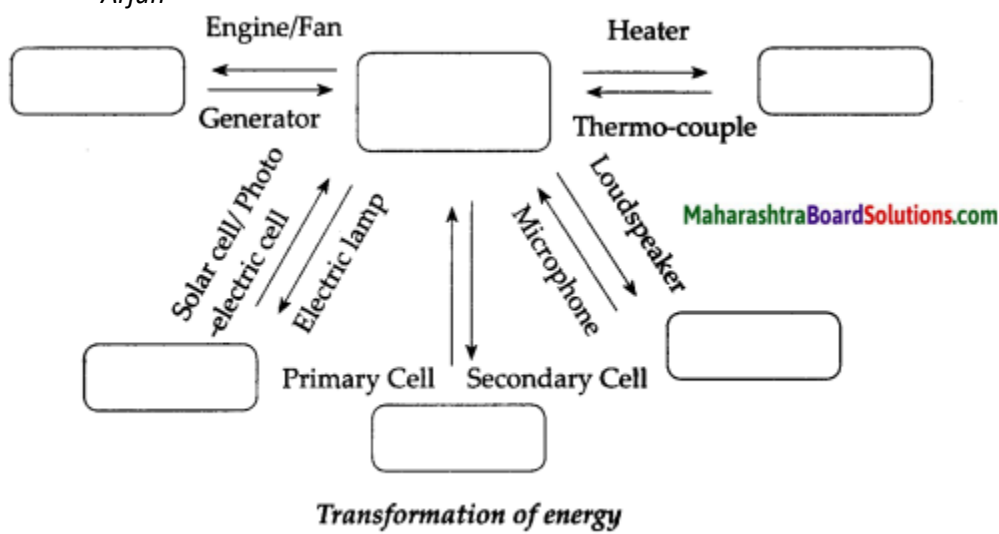 Arjun
Engine/Fan
Heater
Generator
Thermo-couple
Solar cell/ Photo
-electric cell
Electric lamp
Microphone
Loudspeaker
MaharashtraBoardSolutions.com
Primary Cell
Secondary Cell
Transformation of energy